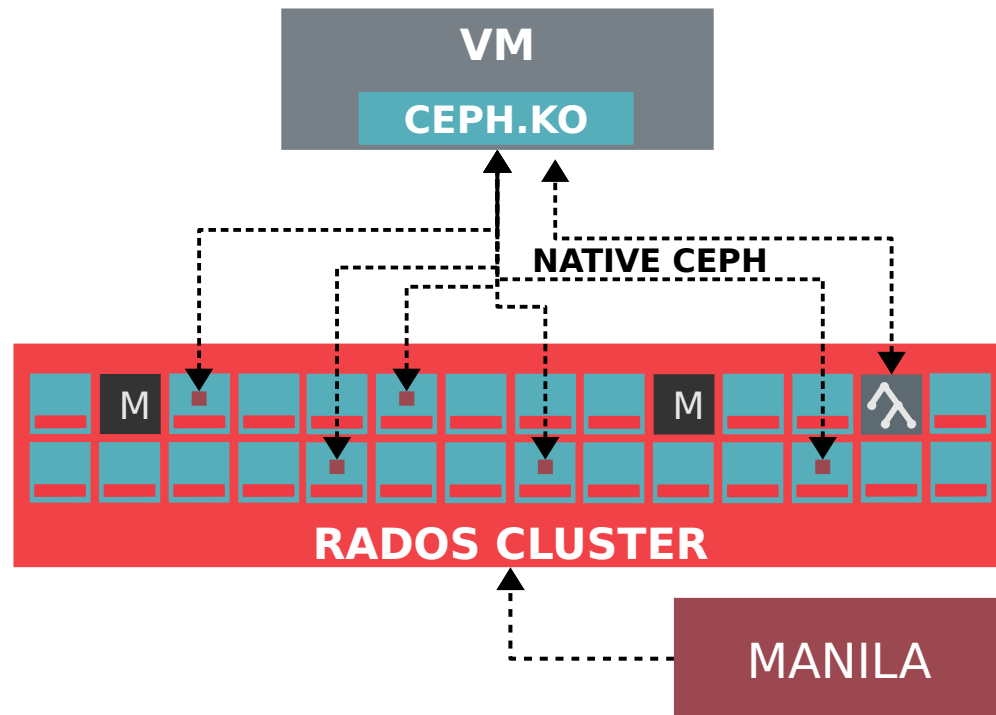 VM
CEPH.KO
NATIVE CEPH
M
M
RADOS CLUSTER
MANILA